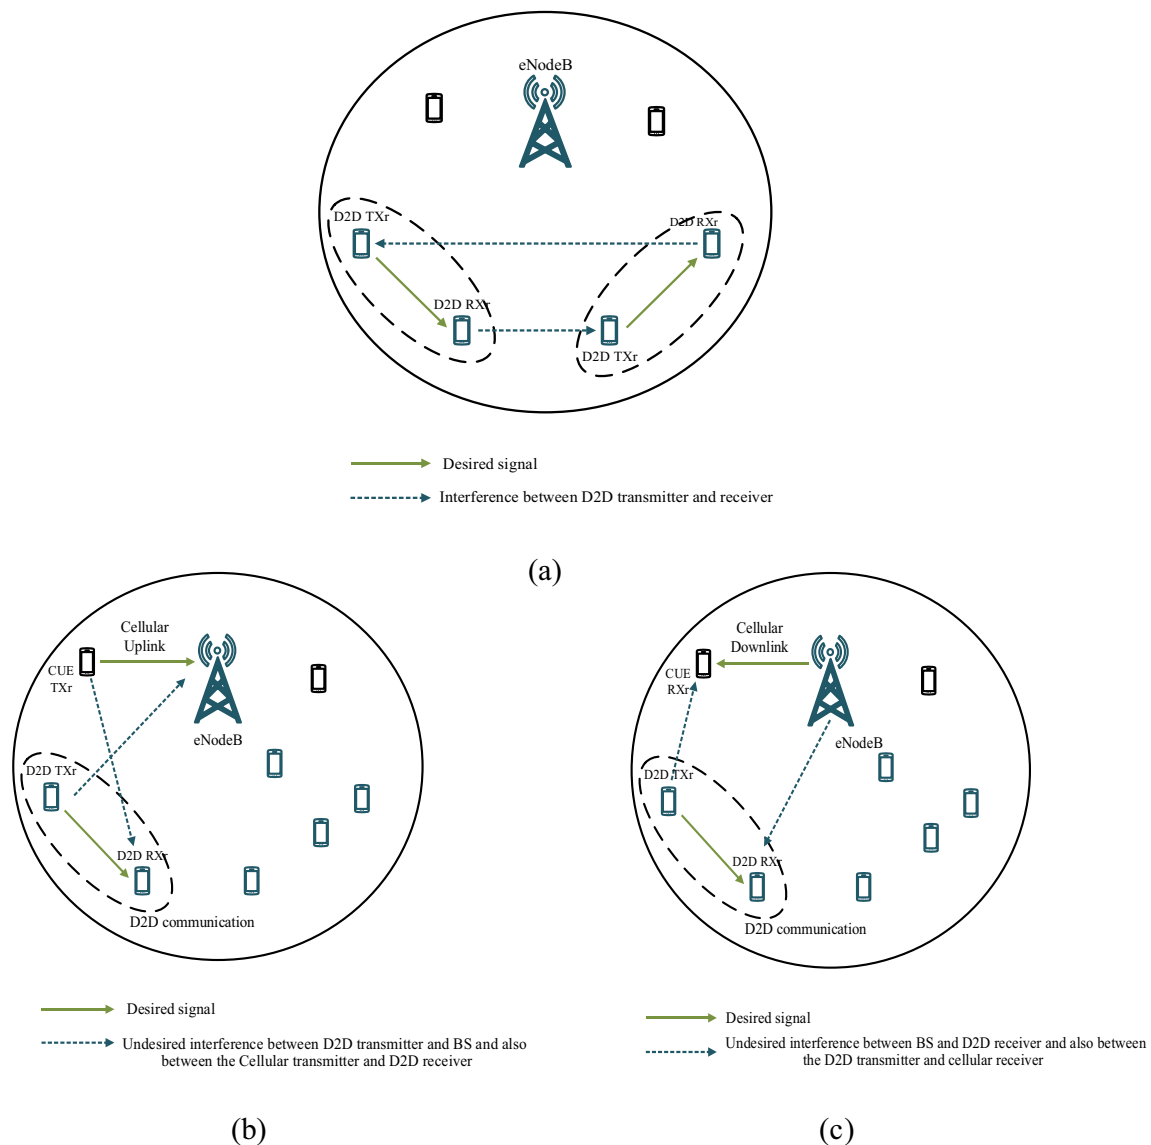 eNodeB
D2D TXr
D2D RXr
D2D RXr
D2D TXr
Desired signal
Interference between D2D transmitter and receiver
(a)
Cellular
Uplink
CUE
TXr
eNodeB
D2D TXr
D2D RXr
D2D communication
Desired signal
Undesired interference between D2D transmitter and BS and also
between the Cellular transmitter and D2D receiver
(b)
Cellular
Downlink
CUE
RXr
eNodeB
D2D TXr
D2D RXr
D2D communication
Desired signal
Undesired interference between BS and D2D receiver and also between
the D2D transmitter and cellular receiver
(c)